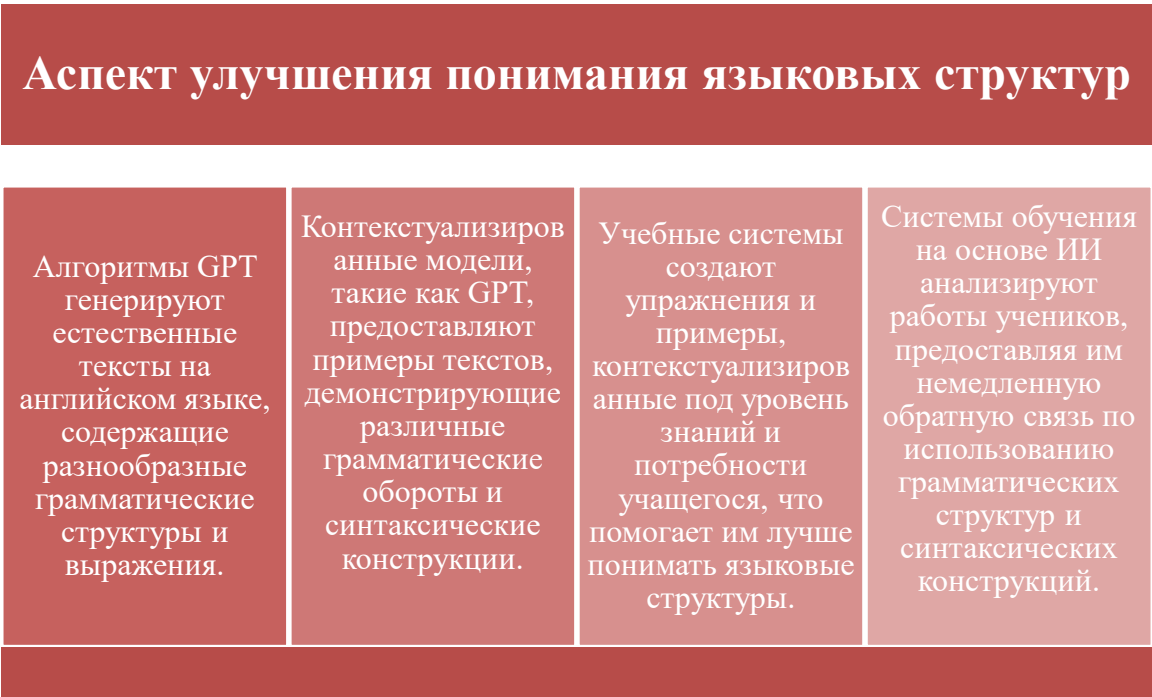 Аспект улучшения понимания языковых структур
Алгоритмы GPT
генерируют
естественные
тексты на
английском языке,
содержащие
разнообразные
грамматические
структуры и
выражения.
Контекстуализиров
анные модели,
такие как GPT,
предоставляют
примеры текстов,
демонстрирующие
различные
грамматические
обороты и
синтаксические
конструкции.
Учебные системы
создают
упражнения и
примеры,
контекстуализиров
анные под уровень
знаний и
потребности
учащегося, что
помогает им лучше
понимать языковые
структуры.
Системы обучения
на основе ИИ
анализируют
работы учеников,
предоставляя им
немедленную
обратную связь по
использованию
грамматических
структур и
синтаксических
конструкций.